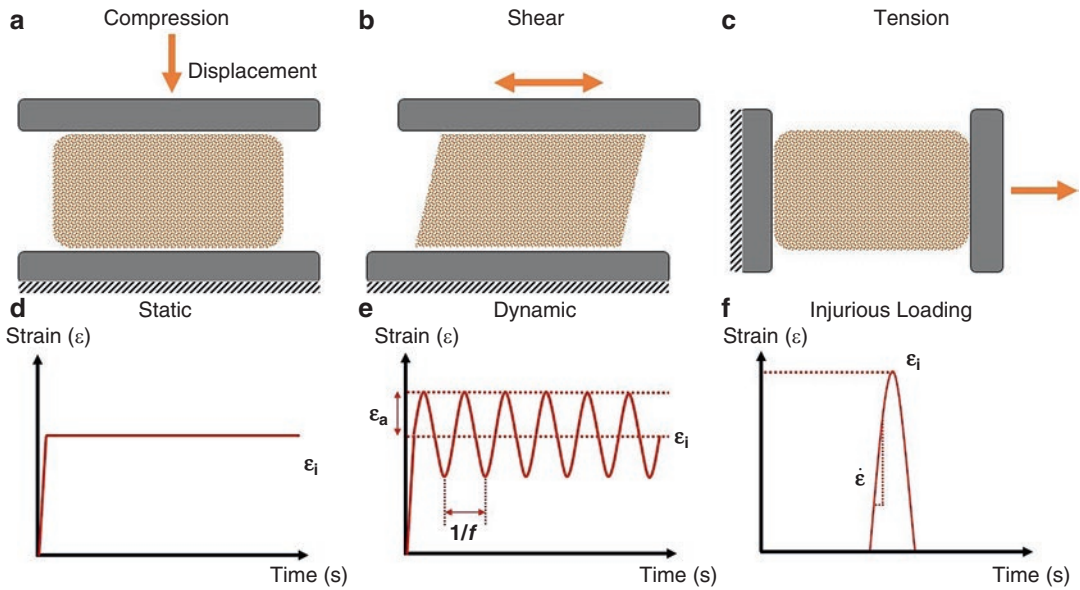 a Compression
Displacement
b Shear
c Tension
d Static
Strain (ε)
εi
Time (s)
e Dynamic
Strain (ε)
εa
εi
1/f
Time (s)
f Injurious Loading
Strain (ε)
εi
ε̇
Time (s)